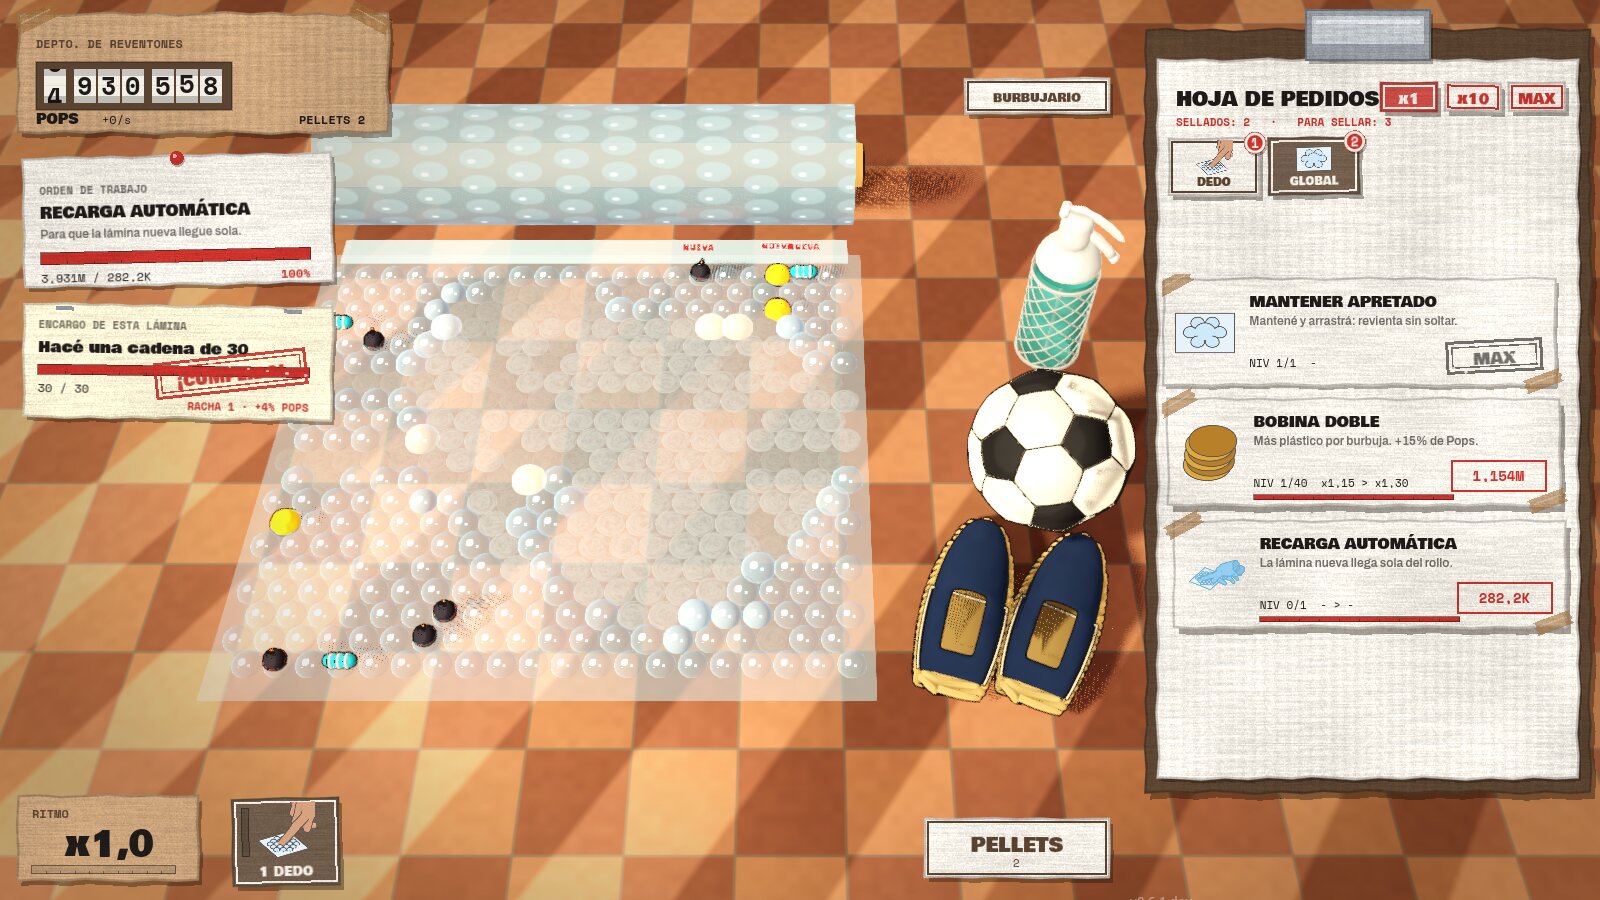 DEPTO. DE REVENTONES
4 930 558
POPS +0/s PELLETS 2
ORDEN DE TRABAJO
RECARGA AUTOMÁTICA
Para que la lámina nueva llegue sola.
3.931M / 282.2K 100%
ENCARGO DE ESTA LÁMINA
Hacé una cadena de 30
30 / 30
RACHA 1 · +4% POPS
NUEVA
BURBUJARIO
HOJA DE PEDIDOS x1 x10 MAX
SELLADOS: 2 · PARA SELLAR: 3
DEDO 1
GLOBAL 2
MANTENER APRETADO
Mantené y arrastrá: revienta sin soltar.
NIV 1/1 -
MAX
BOBINA DOBLE
Más plástico por burbuja. +15% de Pops.
NIV 1/40 x1,15 > x1,30
1,154M
RECARGA AUTOMÁTICA
La lámina nueva llega sola del rollo.
NIV 0/1 - > -
282,2K
RITMO
x1,0
1 DEDO
PELLETS
2